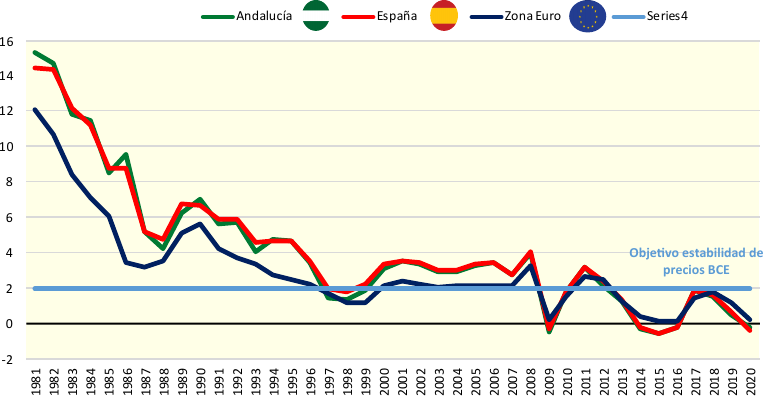 Andalucía España Zona Euro Series4
16
14
12
10
8
6
4
2
0
-2
Objetivo estabilidad de
precios BCE
1981 1982 1983 1984 1985 1986 1987 1988 1989 1990 1991 1992 1993 1994 1995 1996 1997 1998 1999 2000 2001 2002 2003 2004 2005 2006 2007 2008 2009 2010 2011 2012 2013 2014 2015 2016 2017 2018 2019 2020